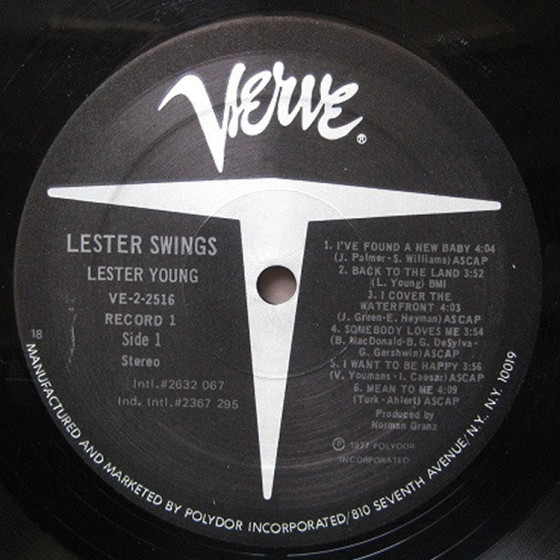 VERVE®
LESTER SWINGS
LESTER YOUNG
VE-2-2516
RECORD 1
Side 1
Stereo
18
Intl.#2632 067
Ind. Intl.#2367 295
1. I'VE FOUND A NEW BABY 4:04
(J. Palmer-S. Williams) ASCAP
2. BACK TO THE LAND 3:52
(L. Young) BMI
3. I COVER THE
WATERFRONT 4:03
(J. Green-E. Heyman) ASCAP
4. SOMEBODY LOVES ME 3:54
(B. MacDonald-B. G. DeSylva-
G. Gershwin) ASCAP
5. I WANT TO BE HAPPY 3:56
(V. Youmans-I. Caesar) ASCAP
6. MEAN TO ME 4:09
(Turk-Ahlert) ASCAP
Produced by
Norman Granz
℗ 1977 POLYDOR
INCORPORATED
MANUFACTURED AND MARKETED BY POLYDOR INCORPORATED/810 SEVENTH AVENUE/N.Y. N.Y. 10019